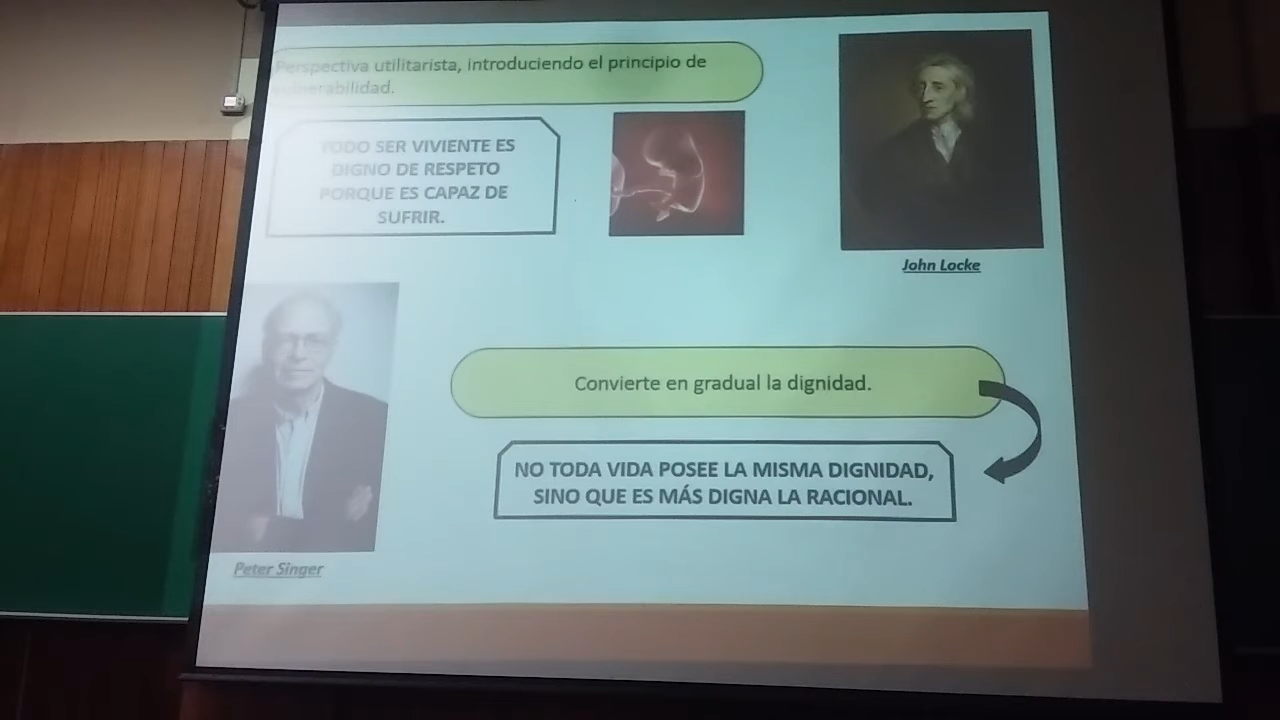 Perspectiva utilitarista, introduciendo el principio de
vulnerabilidad.
TODO SER VIVIENTE ES
DIGNO DE RESPETO
PORQUE ES CAPAZ DE
SUFRIR.
John Locke
Convierte en gradual la dignidad.
NO TODA VIDA POSEE LA MISMA DIGNIDAD,
SINO QUE ES MÁS DIGNA LA RACIONAL.
Peter Singer